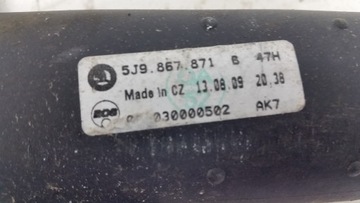 5J9.867.871 B 47H
Made in CZ 13.08.09 20,38
030000502 AK7